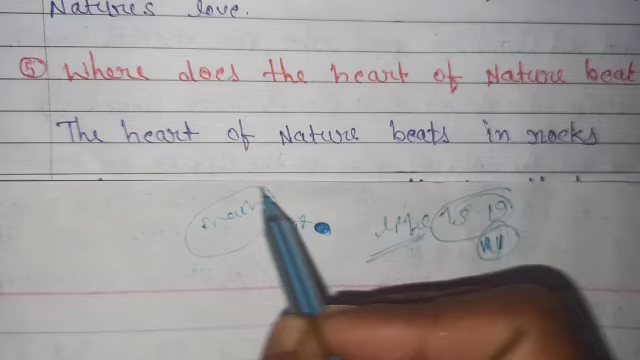 Natures love.
⑤ Where does the heart of Nature beat
The heart of Nature beats in rocks